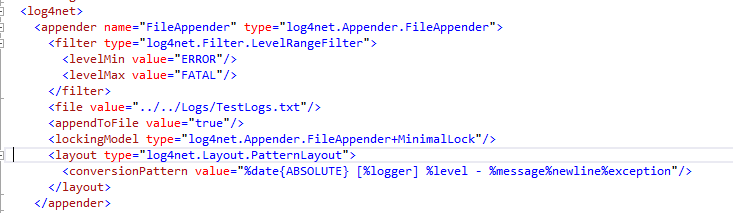 <log4net>
<appender name="FileAppender" type="log4net.Appender.FileAppender">
<filter type="log4net.Filter.LevelRangeFilter">
<levelMin value="ERROR"/>
<levelMax value="FATAL"/>
</filter>
<file value="../../Logs/TestLogs.txt"/>
<appendToFile value="true"/>
<lockingModel type="log4net.Appender.FileAppender+MinimalLock"/>
<layout type="log4net.Layout.PatternLayout">
<conversionPattern value="%date{ABSOLUTE} [%logger] %level - %message%newline%exception"/>
</layout>
</appender>